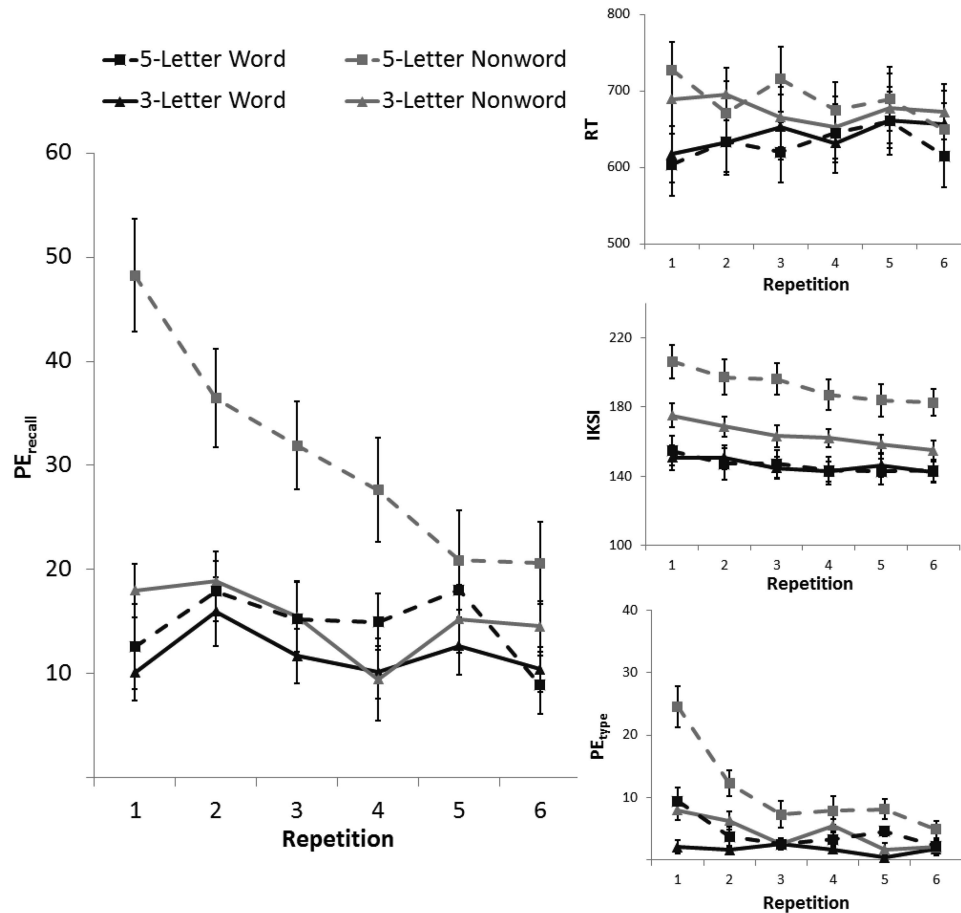 5-Letter Word
5-Letter Nonword
3-Letter Word
3-Letter Nonword
60
50
40
30
20
10
PErecall
1 2 3 4 5 6
Repetition
800
700
600
500
RT
1 2 3 4 5 6
Repetition
220
180
140
100
IKSI
1 2 3 4 5 6
Repetition
40
30
20
10
PEtype
1 2 3 4 5 6
Repetition